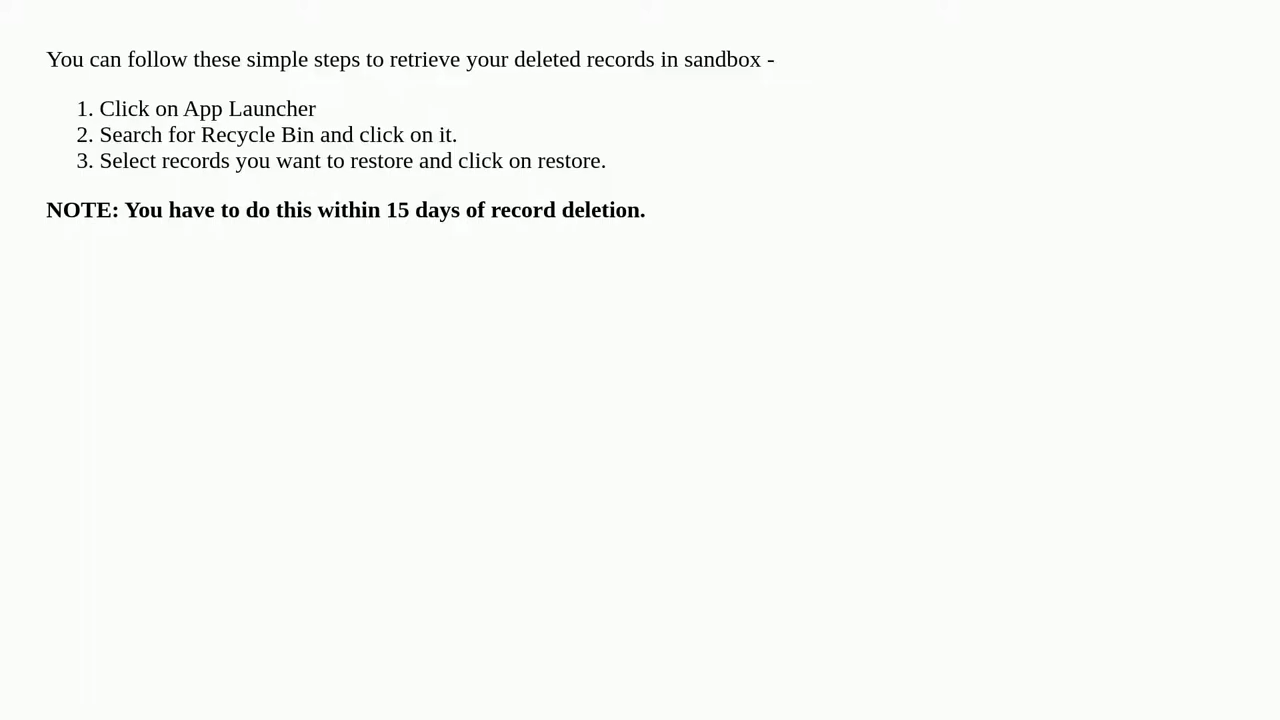 You can follow these simple steps to retrieve your deleted records in sandbox -
1. Click on App Launcher
2. Search for Recycle Bin and click on it.
3. Select records you want to restore and click on restore.
NOTE: You have to do this within 15 days of record deletion.